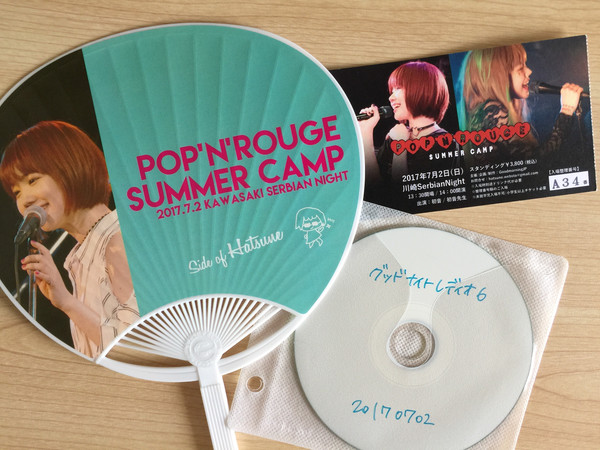 POP'N'ROUGE
SUMMER CAMP
2017.7.2 KAWASAKI SERBIAN NIGHT
Side of Hatsune
POP'N'ROUGE
SUMMER CAMP
2017年7月2日(日)
川崎SerbianNight
13:30開場 / 14:00開演
出演:初音 / 初音先生
スタンディング¥3,800(税込)
【入場整理番号】
A34番
グッドナイトレディオ6
20170702